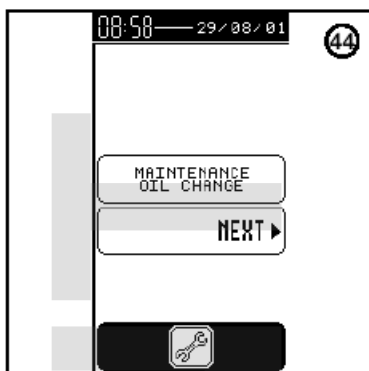 08:58 29/08/01
44
MAINTENANCE
OIL CHANGE
NEXT